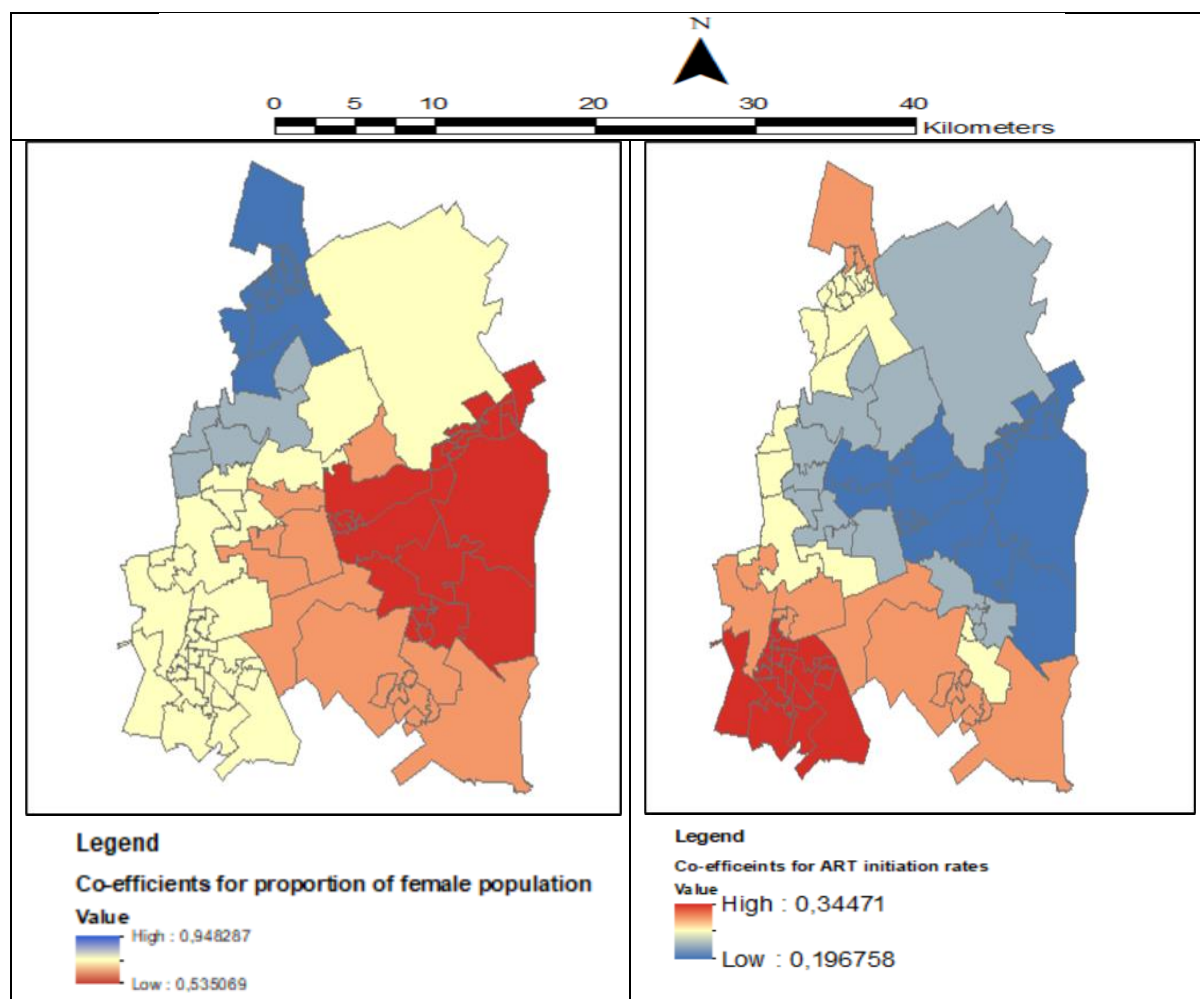 N
0 5 10 20 30 40
Kilometers
Legend
Co-efficients for proportion of female population
Value
High : 0,948287
Low : 0,535069
Legend
Co-efficeints for ART initiation rates
Value
High : 0,34471
Low : 0,196758